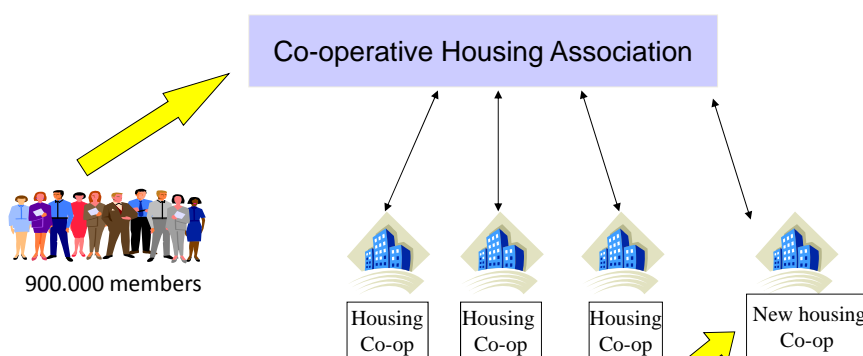 Co-operative Housing Association
900.000 members
Housing
Co-op
Housing
Co-op
Housing
Co-op
New housing
Co-op